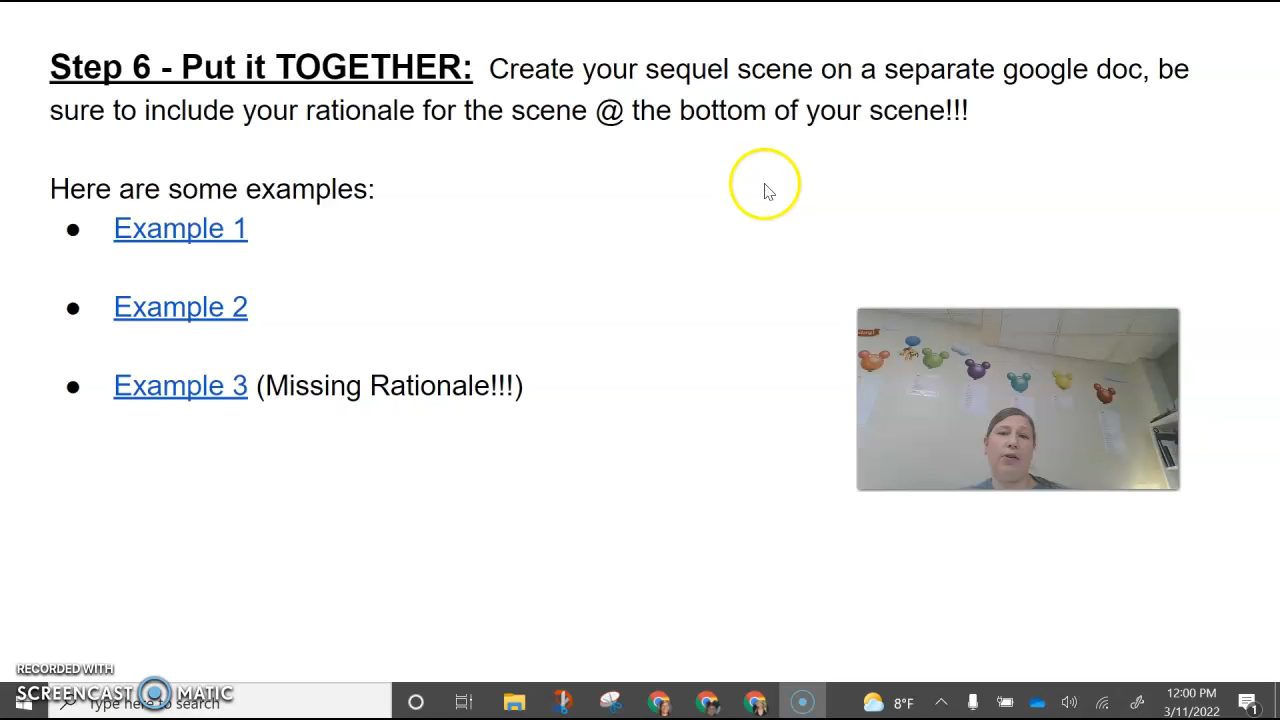 Step 6 - Put it TOGETHER: Create your sequel scene on a separate google doc, be
sure to include your rationale for the scene @ the bottom of your scene!!!
Here are some examples:
● Example 1
● Example 2
● Example 3 (Missing Rationale!!!)
RECORDED WITH
SCREENCAST MATIC
Type here to search
8°F
12:00 PM
3/11/2022
1